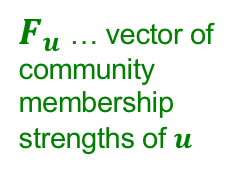 F_u … vector of
community
membership
strengths of u